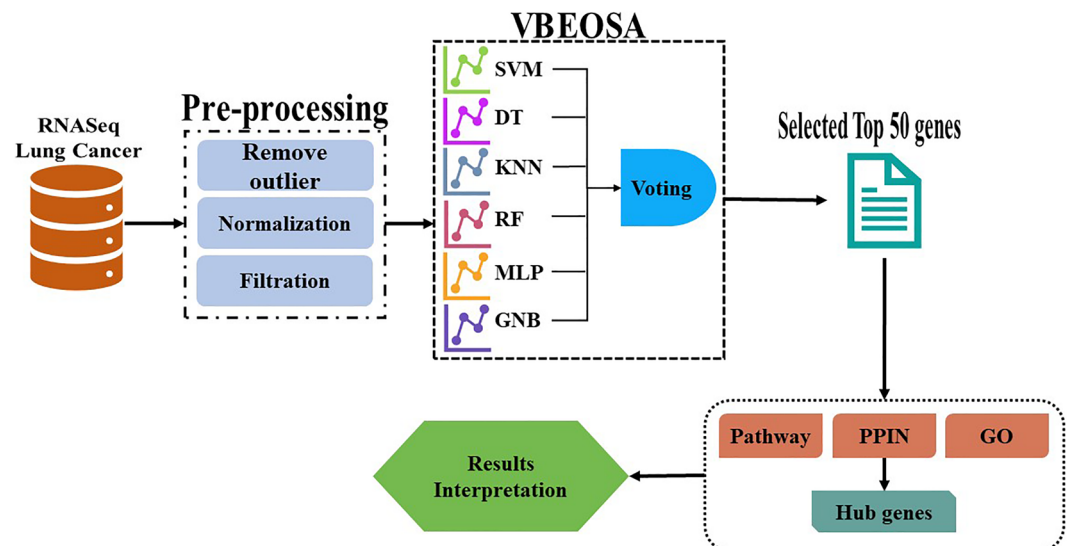 RNASeq
Lung Cancer
Pre-processing
Remove
outlier
Normalization
Filtration
VBEOSA
SVM
DT
KNN
RF
MLP
GNB
Voting
Selected Top 50 genes
Pathway
PPIN
GO
Hub genes
Results
Interpretation